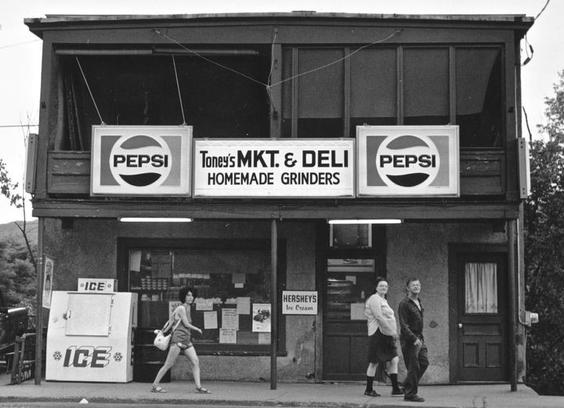 PEPSI
Toney's MKT. & DELI
HOMEMADE GRINDERS
PEPSI
ICE
HERSHEY'S
Ice Cream
ICE